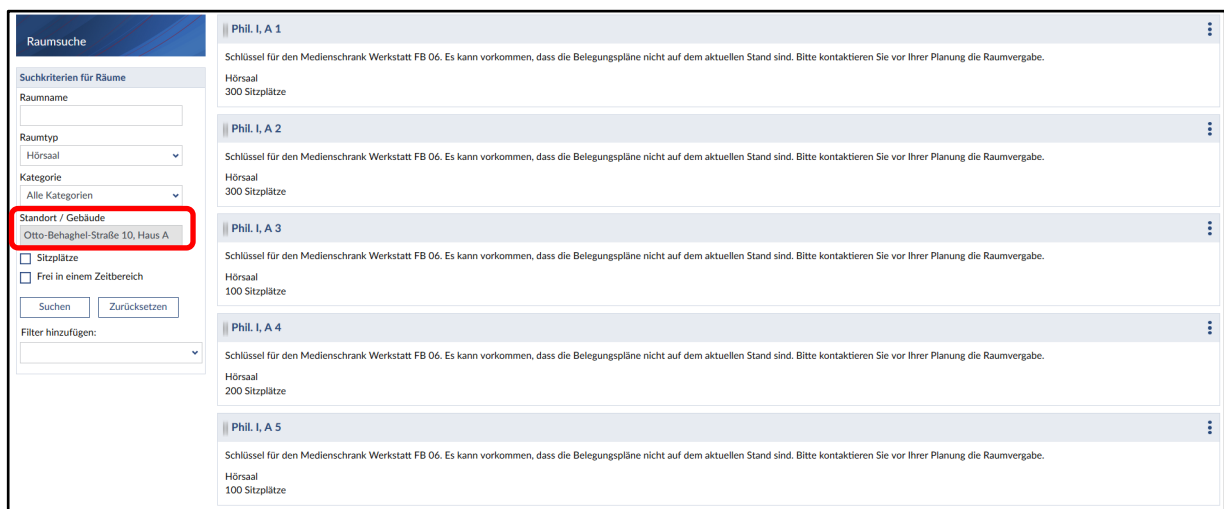 Raumsuche
Suchkriterien für Räume
Raumname
Raumtyp
Hörsaal
Kategorie
Alle Kategorien
Standort / Gebäude
Otto-Behaghel-Straße 10, Haus A
Sitzplätze
Frei in einem Zeitbereich
Suchen Zurücksetzen
Filter hinzufügen:
Phil. I, A 1
Schlüssel für den Medienschrank Werkstatt FB 06. Es kann vorkommen, dass die Belegungspläne nicht auf dem aktuellen Stand sind. Bitte kontaktieren Sie vor Ihrer Planung die Raumvergabe.
Hörsaal
300 Sitzplätze
Phil. I, A 2
Schlüssel für den Medienschrank Werkstatt FB 06. Es kann vorkommen, dass die Belegungspläne nicht auf dem aktuellen Stand sind. Bitte kontaktieren Sie vor Ihrer Planung die Raumvergabe.
Hörsaal
300 Sitzplätze
Phil. I, A 3
Schlüssel für den Medienschrank Werkstatt FB 06. Es kann vorkommen, dass die Belegungspläne nicht auf dem aktuellen Stand sind. Bitte kontaktieren Sie vor Ihrer Planung die Raumvergabe.
Hörsaal
100 Sitzplätze
Phil. I, A 4
Schlüssel für den Medienschrank Werkstatt FB 06. Es kann vorkommen, dass die Belegungspläne nicht auf dem aktuellen Stand sind. Bitte kontaktieren Sie vor Ihrer Planung die Raumvergabe.
Hörsaal
200 Sitzplätze
Phil. I, A 5
Schlüssel für den Medienschrank Werkstatt FB 06. Es kann vorkommen, dass die Belegungspläne nicht auf dem aktuellen Stand sind. Bitte kontaktieren Sie vor Ihrer Planung die Raumvergabe.
Hörsaal
100 Sitzplätze